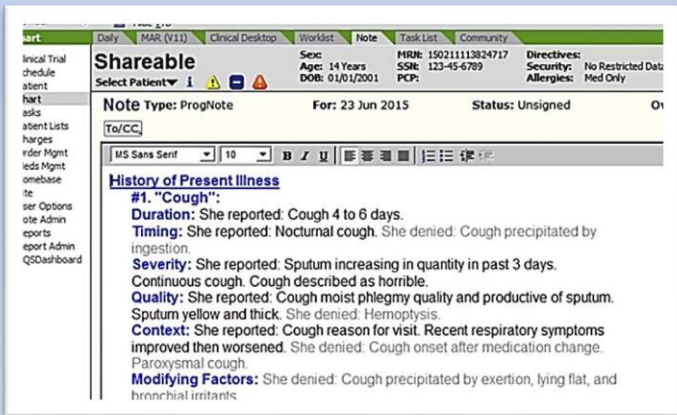 Daily MAR (V11) Clinical Desktop Worklist Note Task List Community
art
linical Trial
chedule
atient
hart
asks
atient Lists
harges
rder Mgmt
eds Mgmt
omebase
te
ser Options
ote Admin
eports
eport Admin
QSDashboard
Shareable
Select Patient i
Sex: MRN: 150211113824717 Directives:
Age: 14 Years SSN: 123-45-6789 Security: No Restricted Data
DOB: 01/01/2001 PCP: Allergies: Med Only
Note Type: ProgNote For: 23 Jun 2015 Status: Unsigned Ov
To/CC
MS Sans Serif 10 B I U
History of Present Illness
#1. "Cough":
Duration: She reported: Cough 4 to 6 days.
Timing: She reported: Nocturnal cough. She denied: Cough precipitated by
ingestion.
Severity: She reported: Sputum increasing in quantity in past 3 days.
Continuous cough. Cough described as horrible.
Quality: She reported: Cough moist phlegmy quality and productive of sputum.
Sputum yellow and thick. She denied: Hemoptysis.
Context: She reported: Cough reason for visit. Recent respiratory symptoms
improved then worsened. She denied: Cough onset after medication change.
Paroxysmal cough.
Modifying Factors: She denied: Cough precipitated by exertion, lying flat, and
bronchial irritants